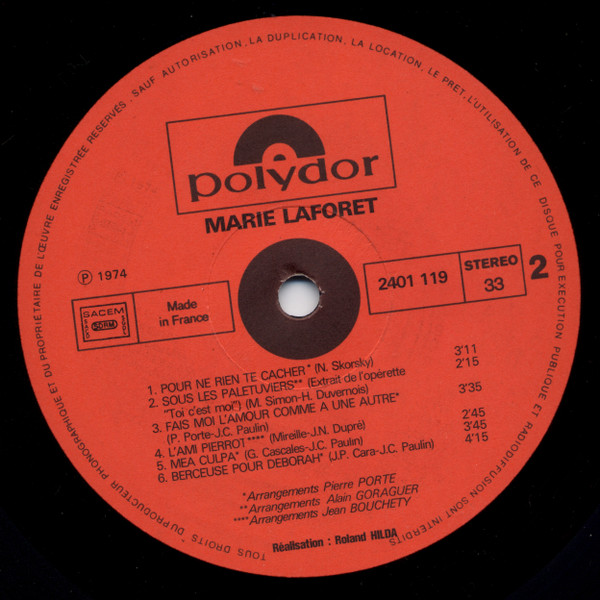 TOUS DROITS DU PRODUCTEUR PHONOGRAPHIQUE ET DU PROPRIÉTAIRE DE L'ŒUVRE ENREGISTRÉE RÉSERVÉS. SAUF AUTORISATION, LA DUPLICATION, LA LOCATION, LE PRÊT, L'UTILISATION DE CE DISQUE POUR EXÉCUTION PUBLIQUE ET RADIODIFFUSION SONT INTERDITS
polydor
MARIE LAFORET
℗ 1974
SACEM
SDRM
Made
in France
2401 119
STEREO
33
2
1. POUR NE RIEN TE CACHER* (N. Skorsky) 3'11
2. SOUS LES PALETUVIERS** (Extrait de l'opérette 2'15
"Toi c'est moi") (M. Simon-H. Duvernois)
3. FAIS MOI L'AMOUR COMME A UNE AUTRE* 3'35
(P. Porte-J.C. Paulin)
4. L'AMI PIERROT**** (Mireille-J.N. Dupré) 2'45
5. MEA CULPA* (G. Cascales-J.C. Paulin) 3'45
6. BERCEUSE POUR DEBORAH* (J.P. Cara-J.C. Paulin) 4'15
*Arrangements Pierre PORTE
**Arrangements Alain GORAGUER
****Arrangements Jean BOUCHETY
Réalisation : Roland HILDA